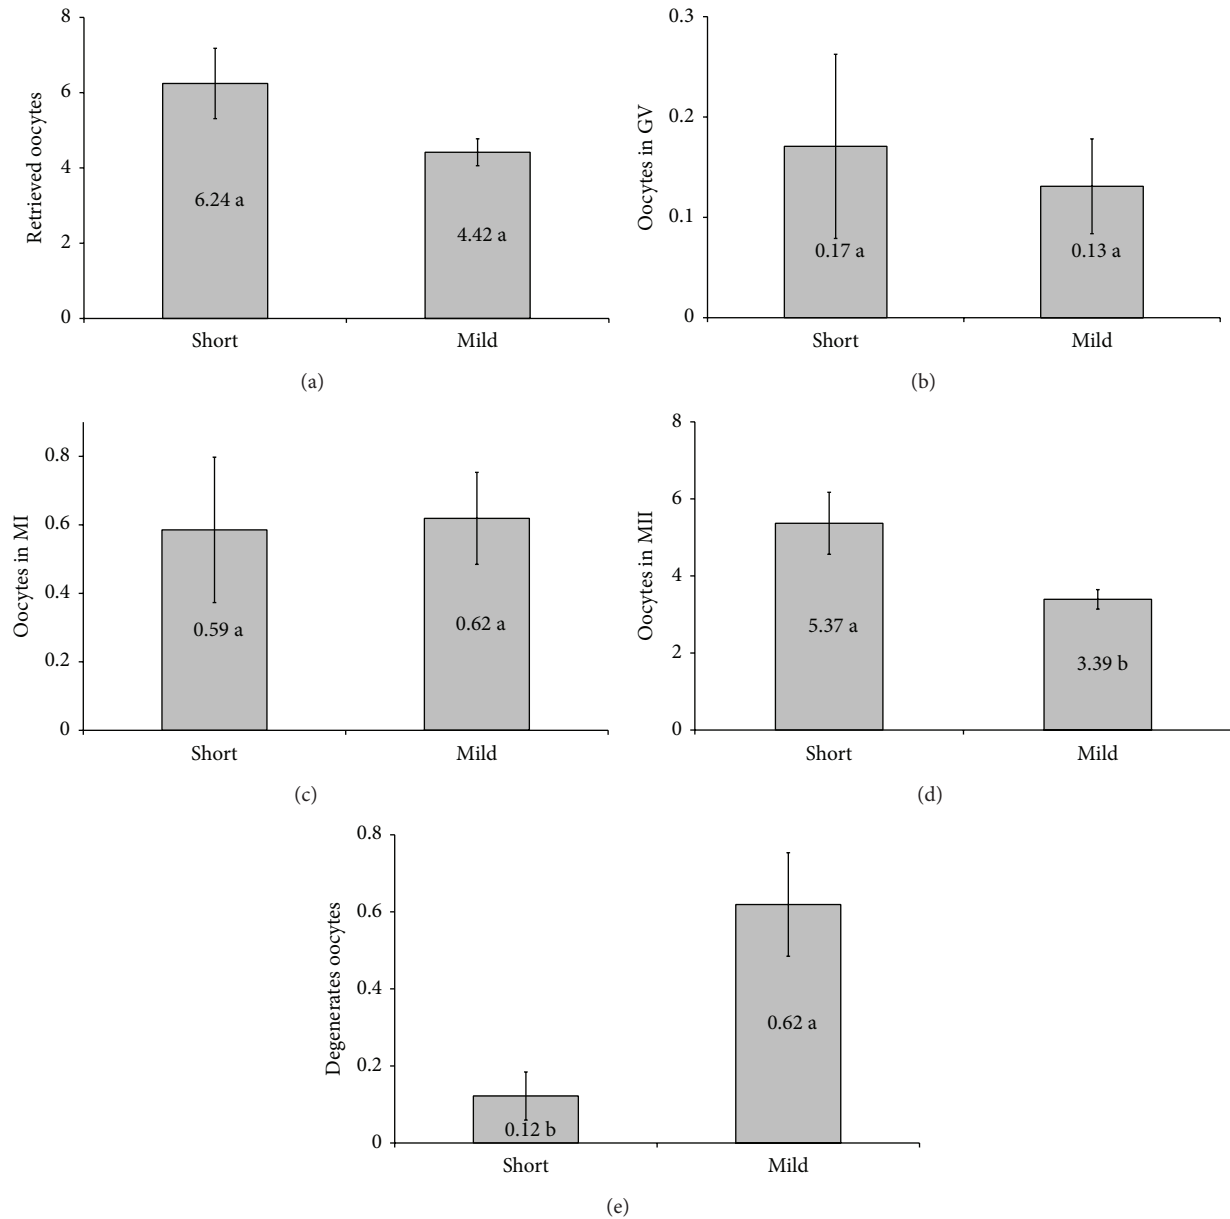 8
6
4
2
0
Retrieved oocytes
6.24 a
4.42 a
Short
Mild
(a)
0.3
0.2
0.1
0
Oocytes in GV
0.17 a
0.13 a
Short
Mild
(b)
0.8
0.6
0.4
0.2
0
Oocytes in MI
0.59 a
0.62 a
Short
Mild
(c)
8
6
4
2
0
Oocytes in MII
5.37 a
3.39 b
Short
Mild
(d)
0.8
0.6
0.4
0.2
0
Degenerates oocytes
0.12 b
0.62 a
Short
Mild
(e)